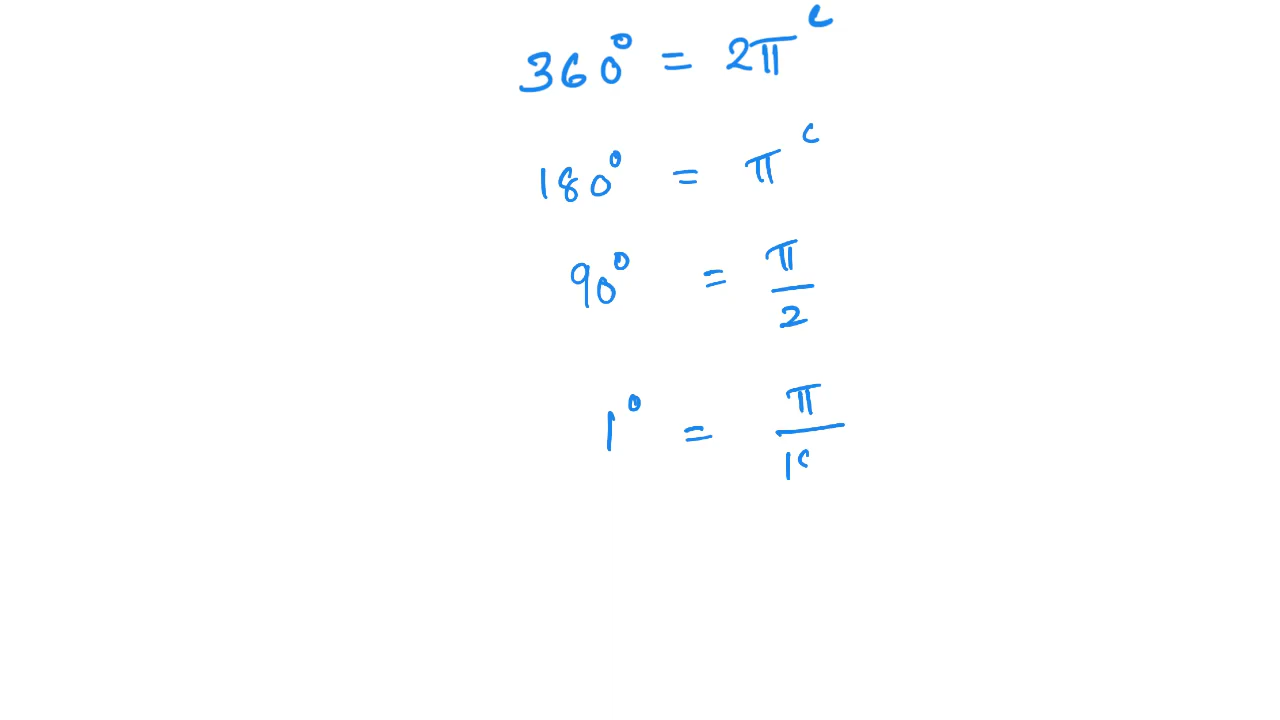 360° = 2π^c
180° = π^c
90° = π/2
1° = π/1